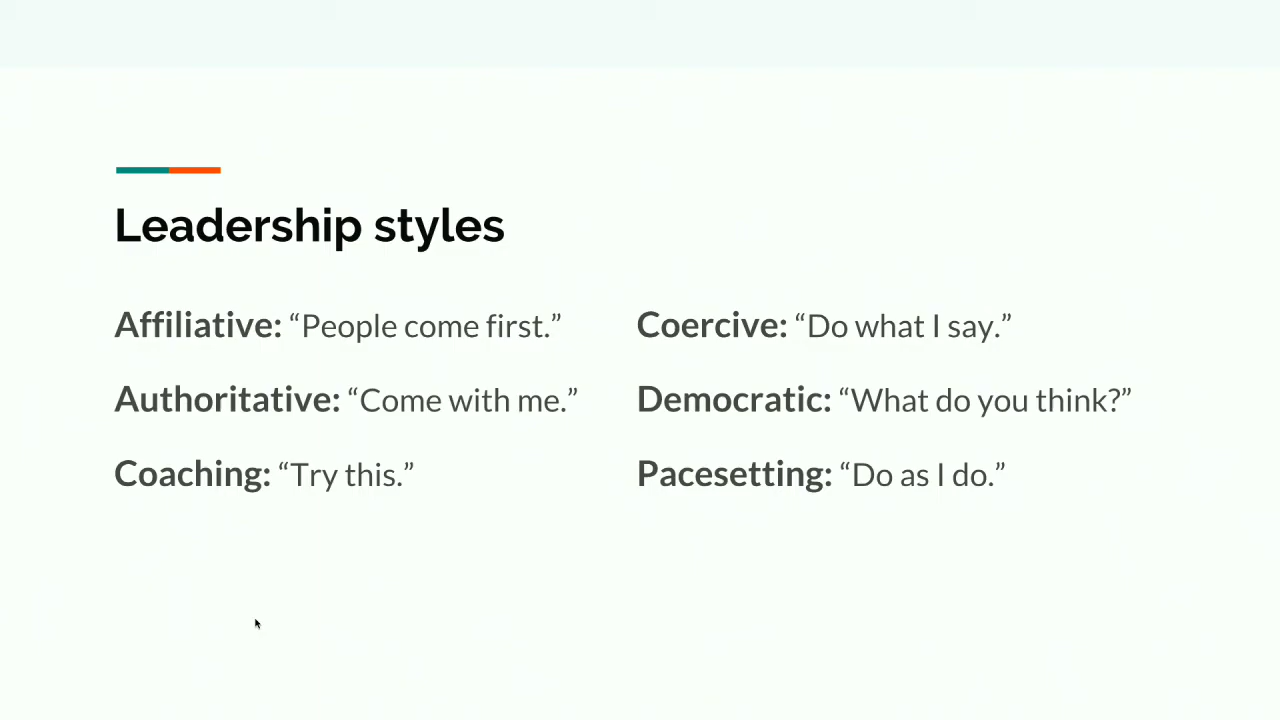 Leadership styles
Affiliative: “People come first.”
Authoritative: “Come with me.”
Coaching: “Try this.”
Coercive: “Do what I say.”
Democratic: “What do you think?”
Pacesetting: “Do as I do.”